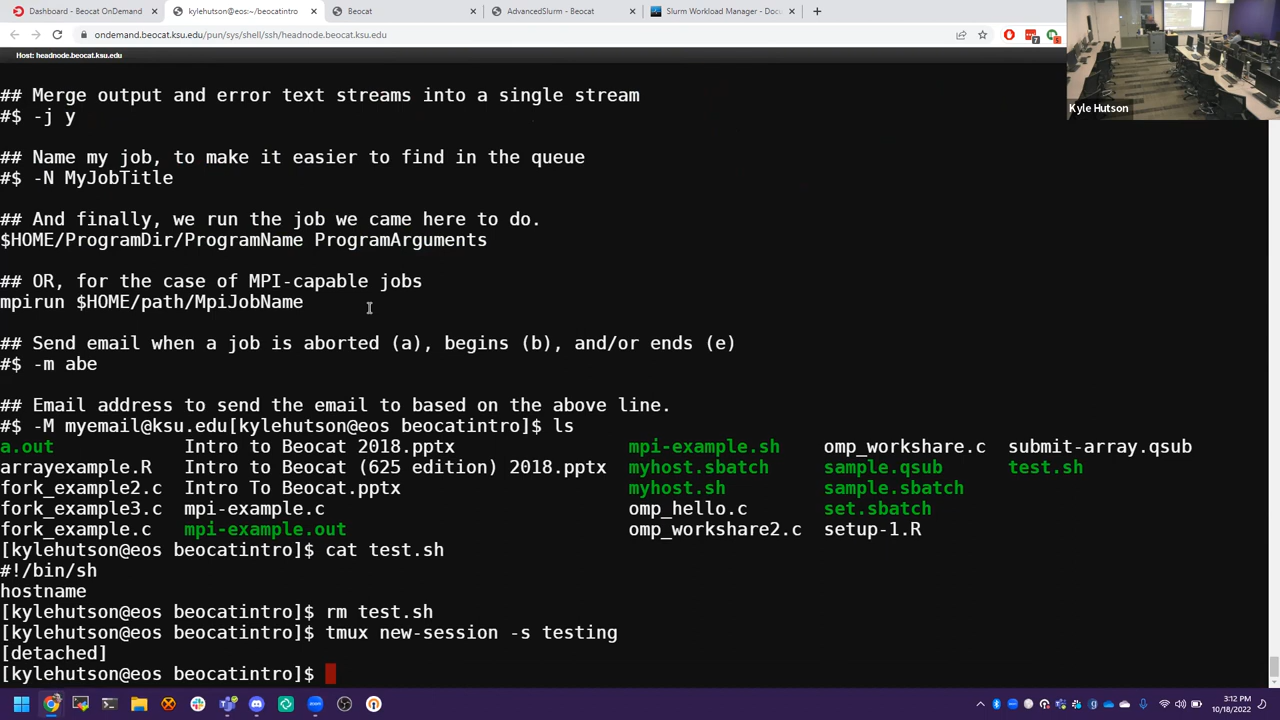 Dashboard - Beocat OnDemand
kylehutson@eos:~/beocatintro
Beocat
AdvancedSlurm - Beocat
Slurm Workload Manager - Docu
ondemand.beocat.ksu.edu/pun/sys/shell/ssh/headnode.beocat.ksu.edu
Host: headnode.beocat.ksu.edu
Kyle Hutson
## Merge output and error text streams into a single stream
#$ -j y
## Name my job, to make it easier to find in the queue
#$ -N MyJobTitle
## And finally, we run the job we came here to do.
$HOME/ProgramDir/ProgramName ProgramArguments
## OR, for the case of MPI-capable jobs
mpirun $HOME/path/MpiJobName
## Send email when a job is aborted (a), begins (b), and/or ends (e)
#$ -m abe
## Email address to send the email to based on the above line.
#$ -M myemail@ksu.edu[kylehutson@eos beocatintro]$ ls
a.out Intro to Beocat 2018.pptx mpi-example.sh omp_workshare.c submit-array.qsub
arrayexample.R Intro to Beocat (625 edition) 2018.pptx myhost.sbatch sample.qsub test.sh
fork_example2.c Intro To Beocat.pptx myhost.sh sample.sbatch
fork_example3.c mpi-example.c omp_hello.c set.sbatch
fork_example.c mpi-example.out omp_workshare2.c setup-1.R
[kylehutson@eos beocatintro]$ cat test.sh
#!/bin/sh
hostname
[kylehutson@eos beocatintro]$ rm test.sh
[kylehutson@eos beocatintro]$ tmux new-session -s testing
[detached]
[kylehutson@eos beocatintro]$
3:12 PM
10/18/2022